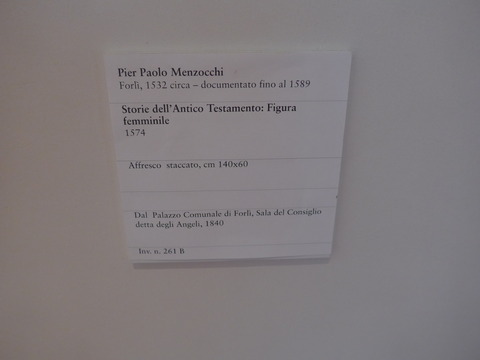 Pier Paolo Menzocchi
Forlì, 1532 circa – documentato fino al 1589
Storie dell'Antico Testamento: Figura
femminile
1574
Affresco staccato, cm 140x60
Dal Palazzo Comunale di Forlì, Sala del Consiglio
detta degli Angeli, 1840
Inv. n. 261 B